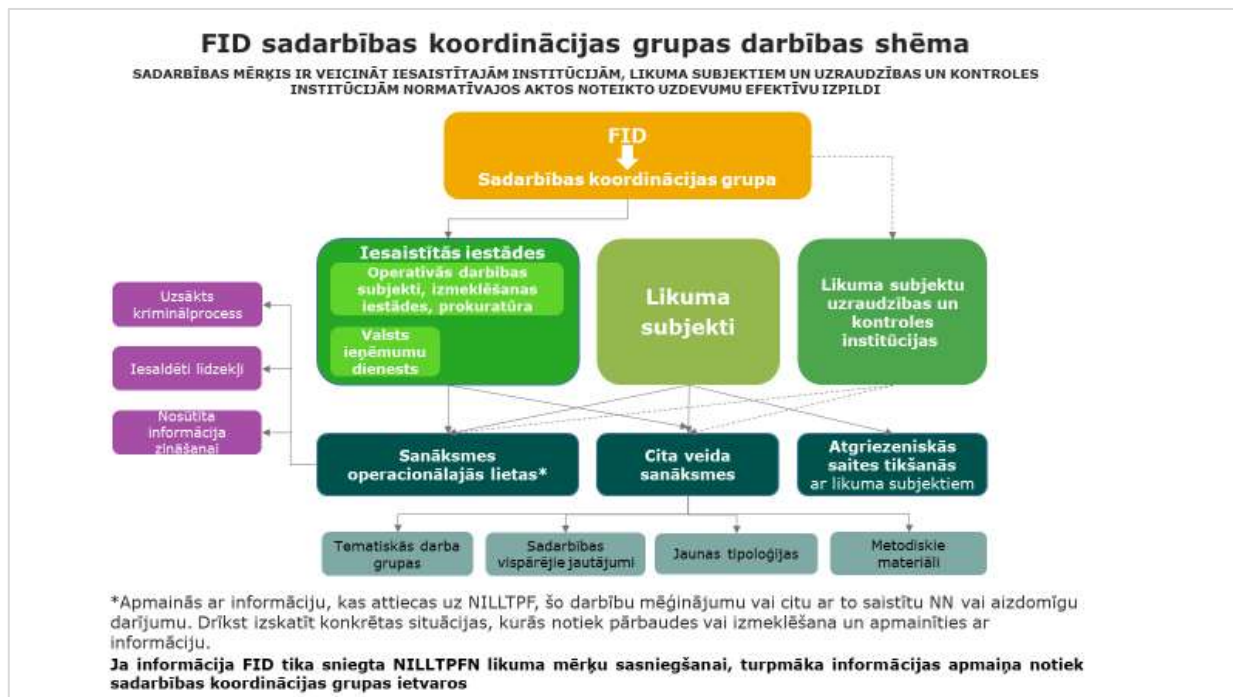 FID sadarbības koordinācijas grupas darbības shēma
SADARBĪBAS MĒRĶIS IR VEICINĀT IESAISTĪTAJĀM INSTITŪCIJĀM, LIKUMA SUBJEKTIEM UN UZRAUDZĪBAS UN KONTROLES
INSTITŪCIJĀM NORMATĪVAJOS AKTOS NOTEIKTO UZDEVUMU EFEKTĪVU IZPILDI
FID
Sadarbības koordinācijas grupa
Iesaistītās iestādes
Operatīvās darbības
subjekti, izmeklēšanas
iestādes, prokuratūra
Valsts
ieņēmumu
dienests
Likuma
subjekti
Likuma subjektu
uzraudzības un
kontroles
institūcijas
Uzsākts
kriminālprocess
Iesaldēti līdzekļi
Nosūtīta
informācija
zināšanai
Sanāksmes
operacionālajās lietas*
Cita veida
sanāksmes
Atgriezeniskās
saites tikšanās
ar likuma subjektiem
Tematiskās darba
grupas
Sadarbības
vispārējie jautājumi
Jaunas tipoloģijas
Metodiskie
materiāli
*Apmainās ar informāciju, kas attiecas uz NILLTPF, šo darbību mēģinājumu vai citu ar to saistītu NN vai aizdomīgu
darījumu. Drīkst izskatīt konkrētas situācijas, kurās notiek pārbaudes vai izmeklēšana un apmainīties ar
informāciju.
Ja informācija FID tika sniegta NILLTPFN likuma mērķu sasniegšanai, turpmāka informācijas apmaiņa notiek
sadarbības koordinācijas grupas ietvaros